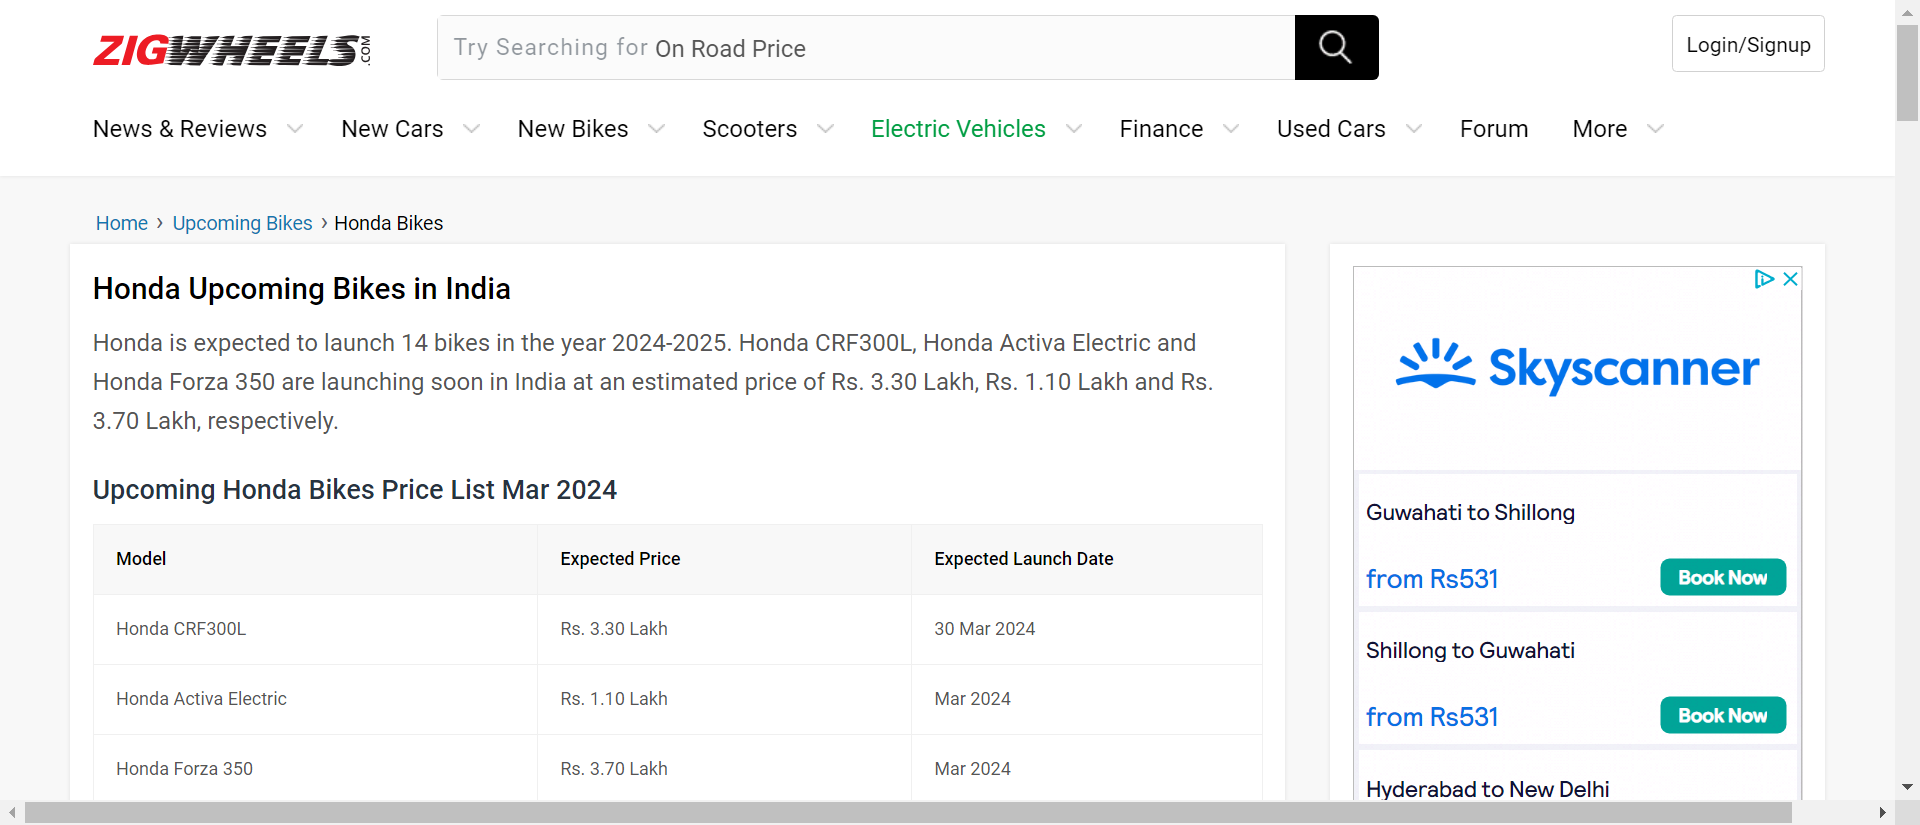 ZIGWHEELS.COM
Try Searching for On Road Price
Login/Signup
News & Reviews New Cars New Bikes Scooters Electric Vehicles Finance Used Cars Forum More
Home › Upcoming Bikes › Honda Bikes
Honda Upcoming Bikes in India
Honda is expected to launch 14 bikes in the year 2024-2025. Honda CRF300L, Honda Activa Electric and
Honda Forza 350 are launching soon in India at an estimated price of Rs. 3.30 Lakh, Rs. 1.10 Lakh and Rs.
3.70 Lakh, respectively.
Upcoming Honda Bikes Price List Mar 2024
Model Expected Price Expected Launch Date
Honda CRF300L Rs. 3.30 Lakh 30 Mar 2024
Honda Activa Electric Rs. 1.10 Lakh Mar 2024
Honda Forza 350 Rs. 3.70 Lakh Mar 2024
Skyscanner
Guwahati to Shillong
from Rs531 Book Now
Shillong to Guwahati
from Rs531 Book Now
Hyderabad to New Delhi